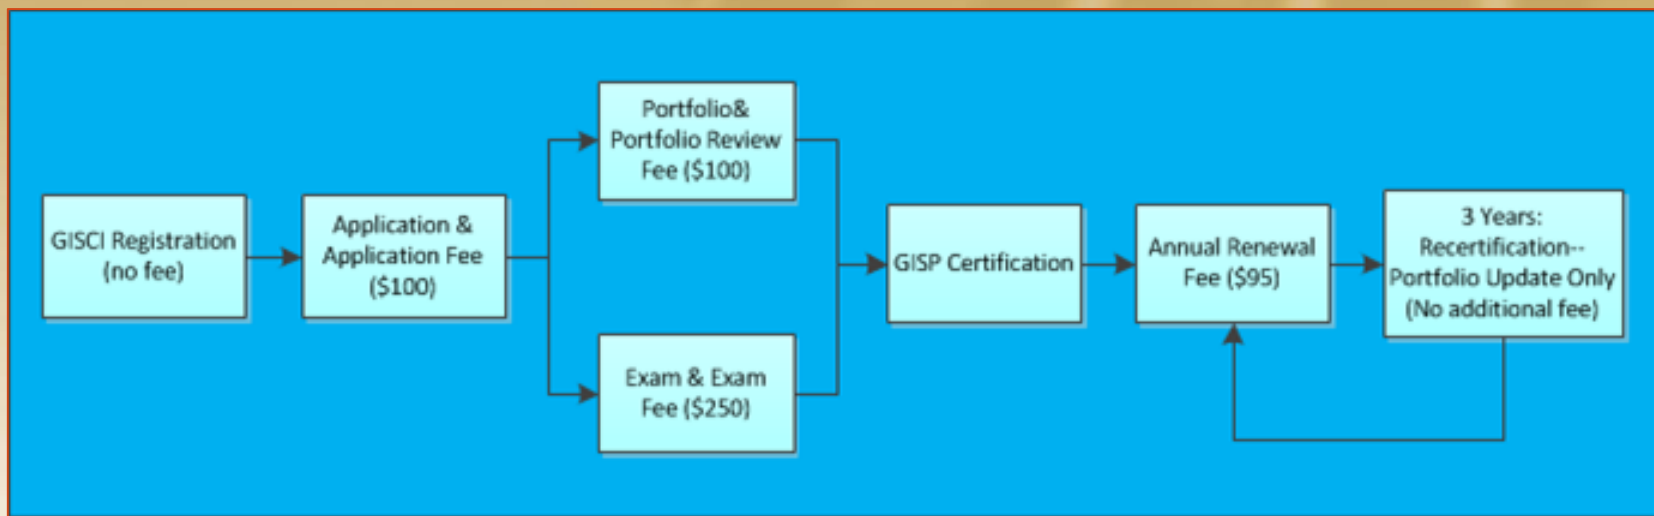 GISCI Registration
(no fee)
Application &
Application Fee
($100)
Portfolio&
Portfolio Review
Fee ($100)
Exam & Exam
Fee ($250)
GISP Certification
Annual Renewal
Fee ($95)
3 Years:
Recertification--
Portfolio Update Only
(No additional fee)